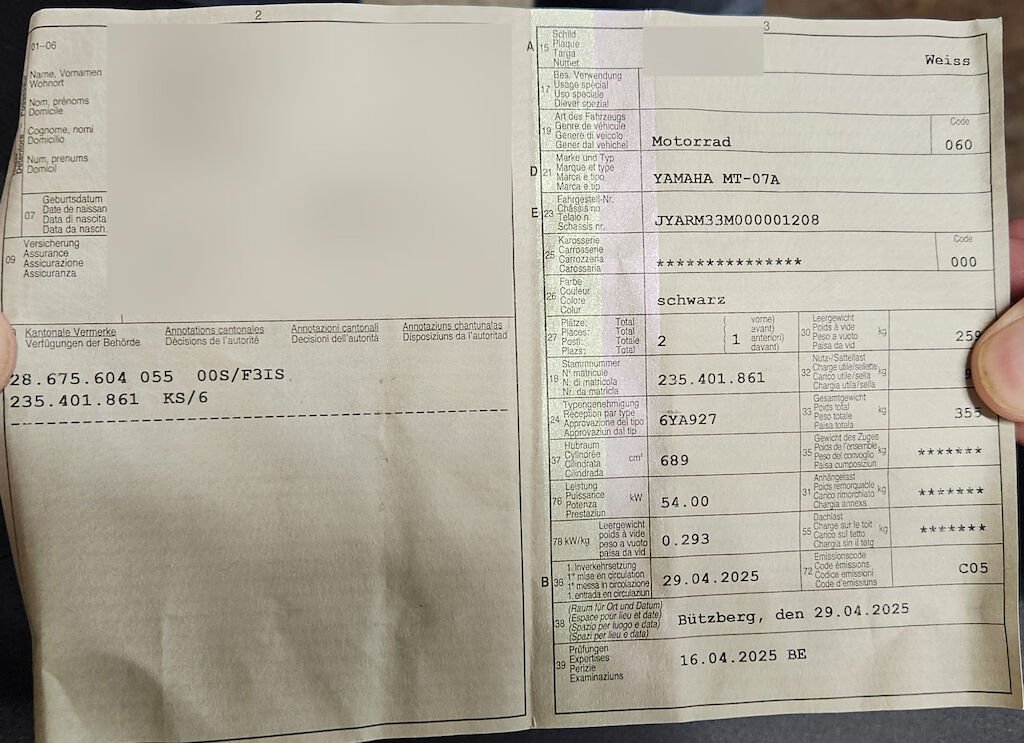 2
01-06
Name, Vornamen
Wohnort
Nom, prénoms
Domicile
Cognome, nomi
Domicilio
Num, prenums
Domicil
07
Geburtsdatum
Date de naissan
Data di nascita
Data da nasch.
09
Versicherung
Assurance
Assicurazione
Assicuranza
Kantonale Vermerke
Verfügungen der Behörde
Annotations cantonales
Décisions de l'autorité
Annotazioni cantonali
Decisioni dell'autorità
Annotaziuns chantunalas
Disposiziuns da l'autoritad
28.675.604 055 00S/F3IS
235.401.861 KS/6
3
A 15
Schild
Plaque
Targa
Numer
Weiss
17
Bes. Verwendung
Usage spécial
Uso speciale
Diever spezial
19
Art des Fahrzeugs
Genre de véhicule
Genere di veicolo
Gener dal vehichel
Motorrad
Code
060
D 21
Marke und Typ
Marque et type
Marca e tipo
Marca e tip
YAMAHA MT-07A
E 23
Fahrgestell-Nr.
Châssis no
Telaio n.
Schassis nr.
JYARM33M000001208
25
Karosserie
Carrosserie
Carrozzeria
Carossaria
***************
Code
000
26
Farbe
Couleur
Colore
Colur
schwarz
27
Plätze: Total
Places: Total
Posti: Totale
Plazs: Total
2
vorne)
avant)
anteriori)
davant)
1
30
Leergewicht
Poids à vide
Peso a vuoto
Paisa da vid
kg
259
18
Stammnummer
N° matricule
N. di matricola
Nr. da matricla
235.401.861
32
Nutz-/Sattellast
Charge utile/sellette
Carico utile/sella
Chargia utila/sella
kg
9
24
Typengenehmigung
Réception par type
Approvazione del tipo
Approvaziun dal tip
6YA927
33
Gesamtgewicht
Poids total
Peso totale
Paisa totala
kg
355
37
Hubraum
Cylindrée
Cilindrata
Cilindrada
cm³
689
35
Gewicht des Zuges
Poids de l'ensemble
Peso del convoglio
Paisa cumposiziun
kg
*******
76
Leistung
Puissance
Potenza
Prestaziun
kW
54.00
31
Anhängelast
Poids remorquable
Carico rimorchiato
Chargia annexa
kg
*******
78 kW/kg
Leergewicht
poids à vide
peso a vuoto
paisa da vid
0.293
55
Dachlast
Charge sur le toit
Carico sul tetto
Chargia sin il tetg
kg
*******
B 36
1. Inverkehrsetzung
1re mise en circulation
1a messa in circolazione
1. entrada en circulaziun
29.04.2025
72
Emissionscode
Code émissions
Codice emissioni
Code d'emissiuns
C05
38
(Raum für Ort und Datum)
(Espace pour lieu et date)
(Spazio per luogo e data)
(Spazi per lieu e data)
Bützberg, den 29.04.2025
39
Prüfungen
Expertises
Perizie
Examinaziuns
16.04.2025 BE